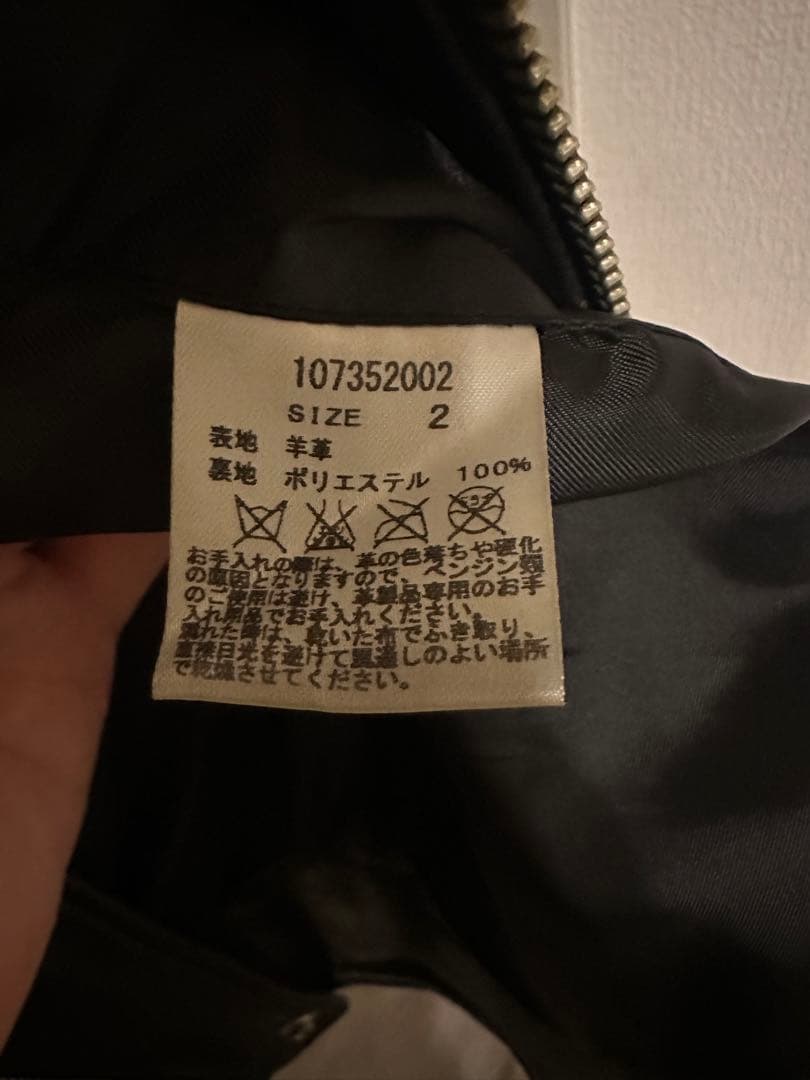 107352002
SIZE 2
表地 羊革
裏地 ポリエステル 100%
お手入れの際は、革の色落ちや硬化
の原因となりますので、ベンジン類
のご使用は避け、革製品専用のお手
入れ用品でお手入れください。
濡れた際は、乾いた布でふき取り、
直接日光を避けて風通しのよい場所
で乾燥させてください。